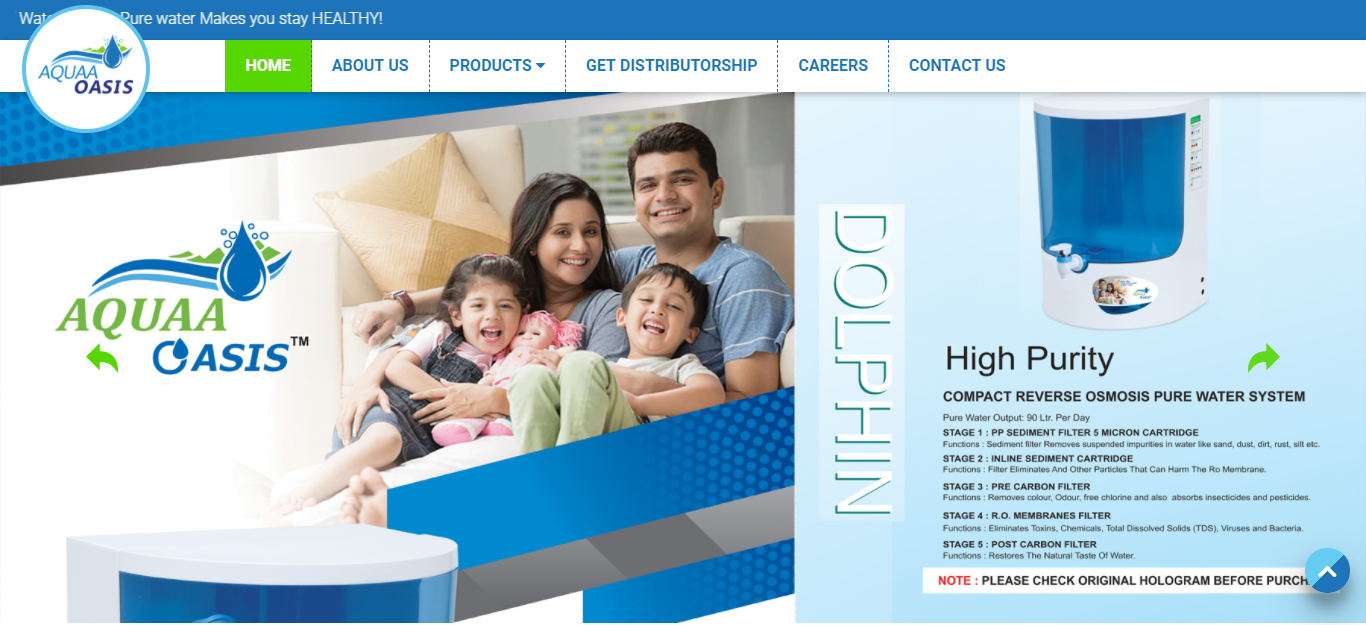 Pure water Makes you stay HEALTHY!
AQUAA
OASIS
HOME
ABOUT US
PRODUCTS
GET DISTRIBUTORSHIP
CAREERS
CONTACT US
AQUAA
OASIS™
DOLPHIN
High Purity
COMPACT REVERSE OSMOSIS PURE WATER SYSTEM
Pure Water Output: 90 Ltr. Per Day
STAGE 1 : PP SEDIMENT FILTER 5 MICRON CARTRIDGE
Functions : Sediment filter Removes suspended impurities in water like sand, dust, dirt, rust, silt etc.
STAGE 2 : INLINE SEDIMENT CARTRIDGE
Functions : Filter Eliminates And Other Particles That Can Harm The Ro Membrane.
STAGE 3 : PRE CARBON FILTER
Functions : Removes colour, Odour, free chlorine and also absorbs insecticides and pesticides.
STAGE 4 : R.O. MEMBRANES FILTER
Functions : Eliminates Toxins, Chemicals, Total Dissolved Solids (TDS), Viruses and Bacteria.
STAGE 5 : POST CARBON FILTER
Functions : Restores The Natural Taste Of Water.
NOTE : PLEASE CHECK ORIGINAL HOLOGRAM BEFORE